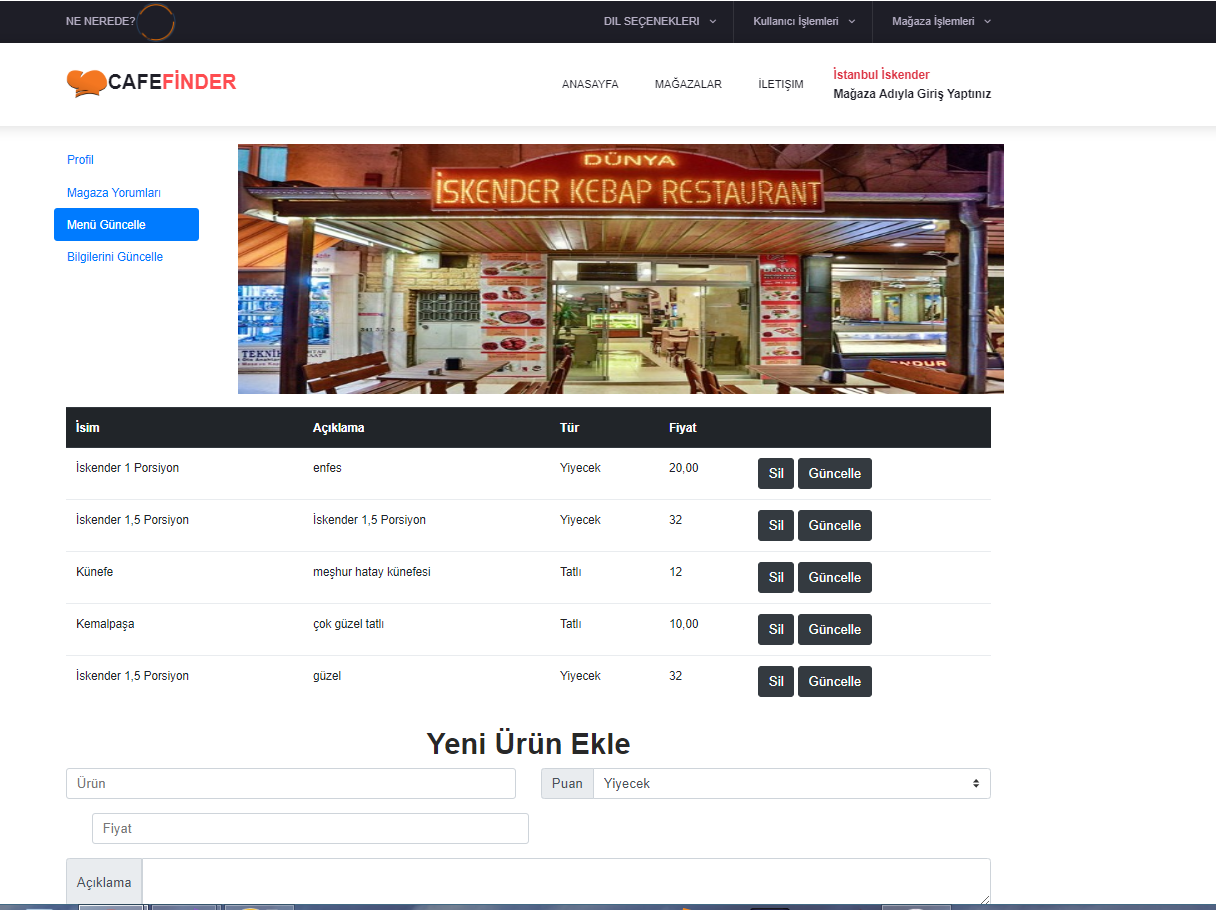 NE NEREDE?
DIL SEÇENEKLERI
Kullanıcı İşlemleri
Mağaza İşlemleri
CAFEFİNDER
ANASAYFA
MAĞAZALAR
İLETIŞIM
İstanbul İskender
Mağaza Adıyla Giriş Yaptınız
Profil
Magaza Yorumları
Menü Güncelle
Bilgilerini Güncelle
DÜNYA
İSKENDER KEBAP RESTAURANT
DÜNYA
TEKNİK
İsim Açıklama Tür Fiyat
İskender 1 Porsiyon enfes Yiyecek 20,00 Sil Güncelle
İskender 1,5 Porsiyon İskender 1,5 Porsiyon Yiyecek 32 Sil Güncelle
Künefe meşhur hatay künefesi Tatlı 12 Sil Güncelle
Kemalpaşa çok güzel tatlı Tatlı 10,00 Sil Güncelle
İskender 1,5 Porsiyon güzel Yiyecek 32 Sil Güncelle
Yeni Ürün Ekle
Ürün
Puan Yiyecek
Fiyat
Açıklama